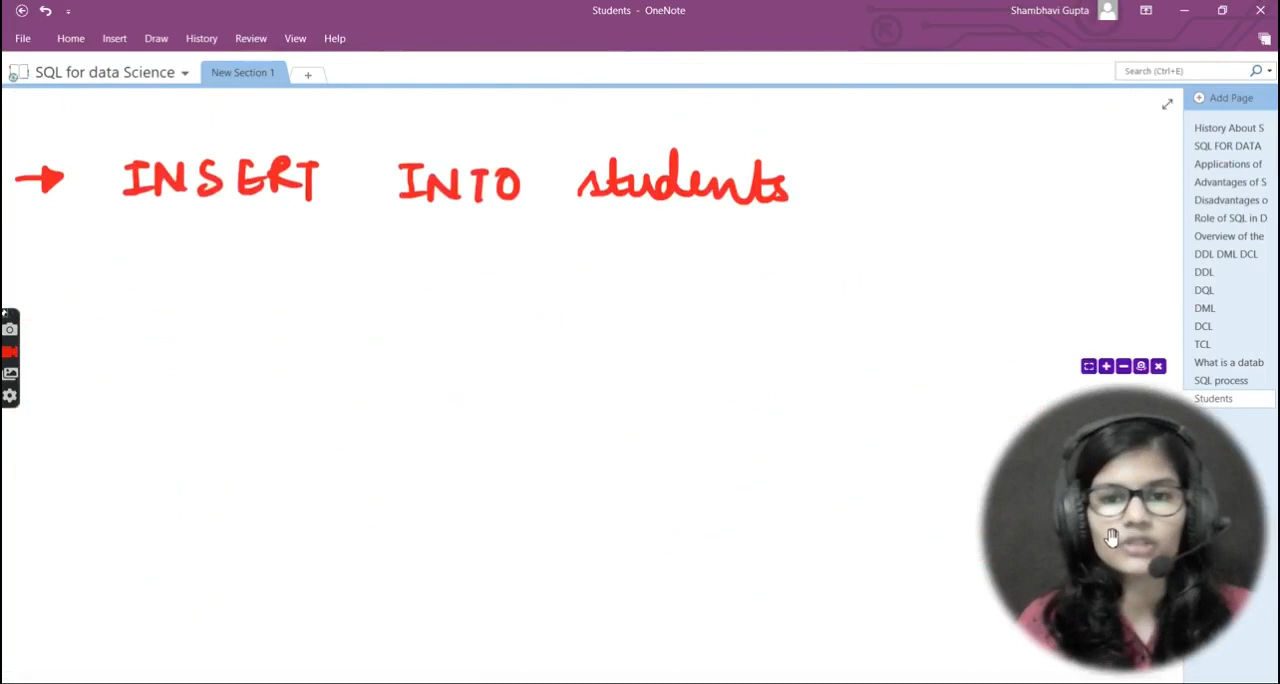 Students - OneNote
Shambhavi Gupta
File Home Insert Draw History Review View Help
SQL for data Science
New Section 1
+
Search (Ctrl+E)
Add Page
→ INSERT INTO students
History About S
SQL FOR DATA
Applications of
Advantages of S
Disadvantages o
Role of SQL in D
Overview of the
DDL DML DCL
DDL
DQL
DML
DCL
TCL
What is a datab
SQL process
Students